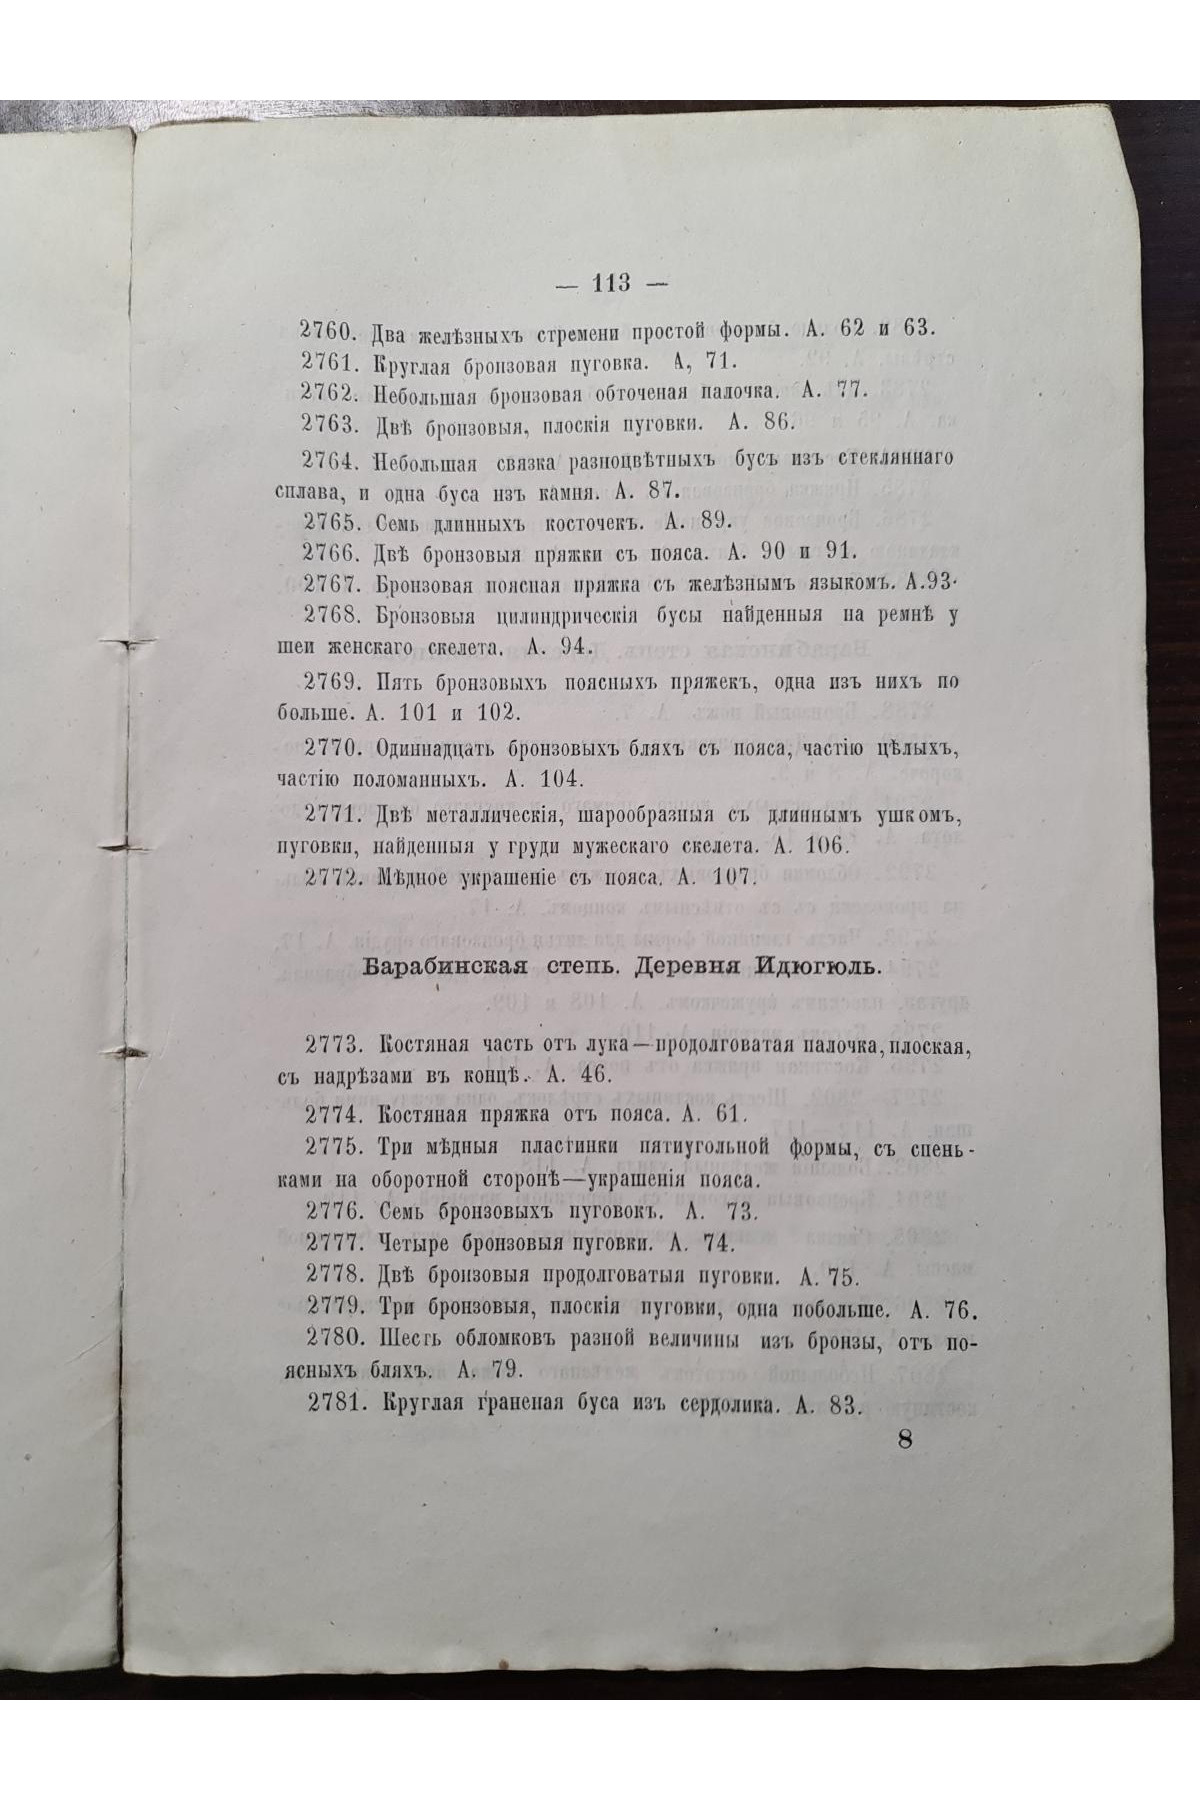 — 113 —
2760. Два желѣзныхъ стремени простой формы. А. 62 и 63.
2761. Круглая бронзовая пуговка. А, 71.
2762. Небольшая бронзовая обточеная палочка. А. 77.
2763. Двѣ бронзовыя, плоскія пуговки. А. 86.
2764. Небольшая связка разноцвѣтныхъ бусъ изъ стекляннаго
сплава, и одна буса изъ камня. А. 87.
2765. Семь длинныхъ косточекъ. А. 89.
2766. Двѣ бронзовыя пряжки съ пояса. А. 90 и 91.
2767. Бронзовая поясная пряжка съ желѣзнымъ языкомъ. А.93.
2768. Бронзовыя цилиндрическія бусы найденныя на ремнѣ у
шеи женскаго скелета. А. 94.
2769. Пять бронзовыхъ поясныхъ пряжекъ, одна изъ нихъ по
больше. А. 101 и 102.
2770. Одиннадцать бронзовыхъ бляхъ съ пояса, частію цѣлыхъ,
частію поломанныхъ. А. 104.
2771. Двѣ металлическія, шарообразныя съ длиннымъ ушкомъ,
пуговки, найденныя у груди мужескаго скелета. А. 106.
2772. Мѣдное украшеніе съ пояса. А. 107.
Барабинская степь. Деревня Идюгюль.
2773. Костяная часть отъ лука—продолговатая палочка, плоская,
съ надрѣзами въ концѣ. А. 46.
2774. Костяная пряжка отъ пояса. А. 61.
2775. Три мѣдныя пластинки пятиугольной формы, съ спень-
ками на оборотной сторонѣ—украшенія пояса.
2776. Семь бронзовыхъ пуговокъ. А. 73.
2777. Четыре бронзовыя пуговки. А. 74.
2778. Двѣ бронзовыя продолговатыя пуговки. А. 75.
2779. Три бронзовыя, плоскія пуговки, одна побольше. А. 76.
2780. Шесть обломковъ разной величины изъ бронзы, отъ по-
ясныхъ бляхъ. А. 79.
2781. Круглая граненая буса изъ сердолика. А. 83.
8